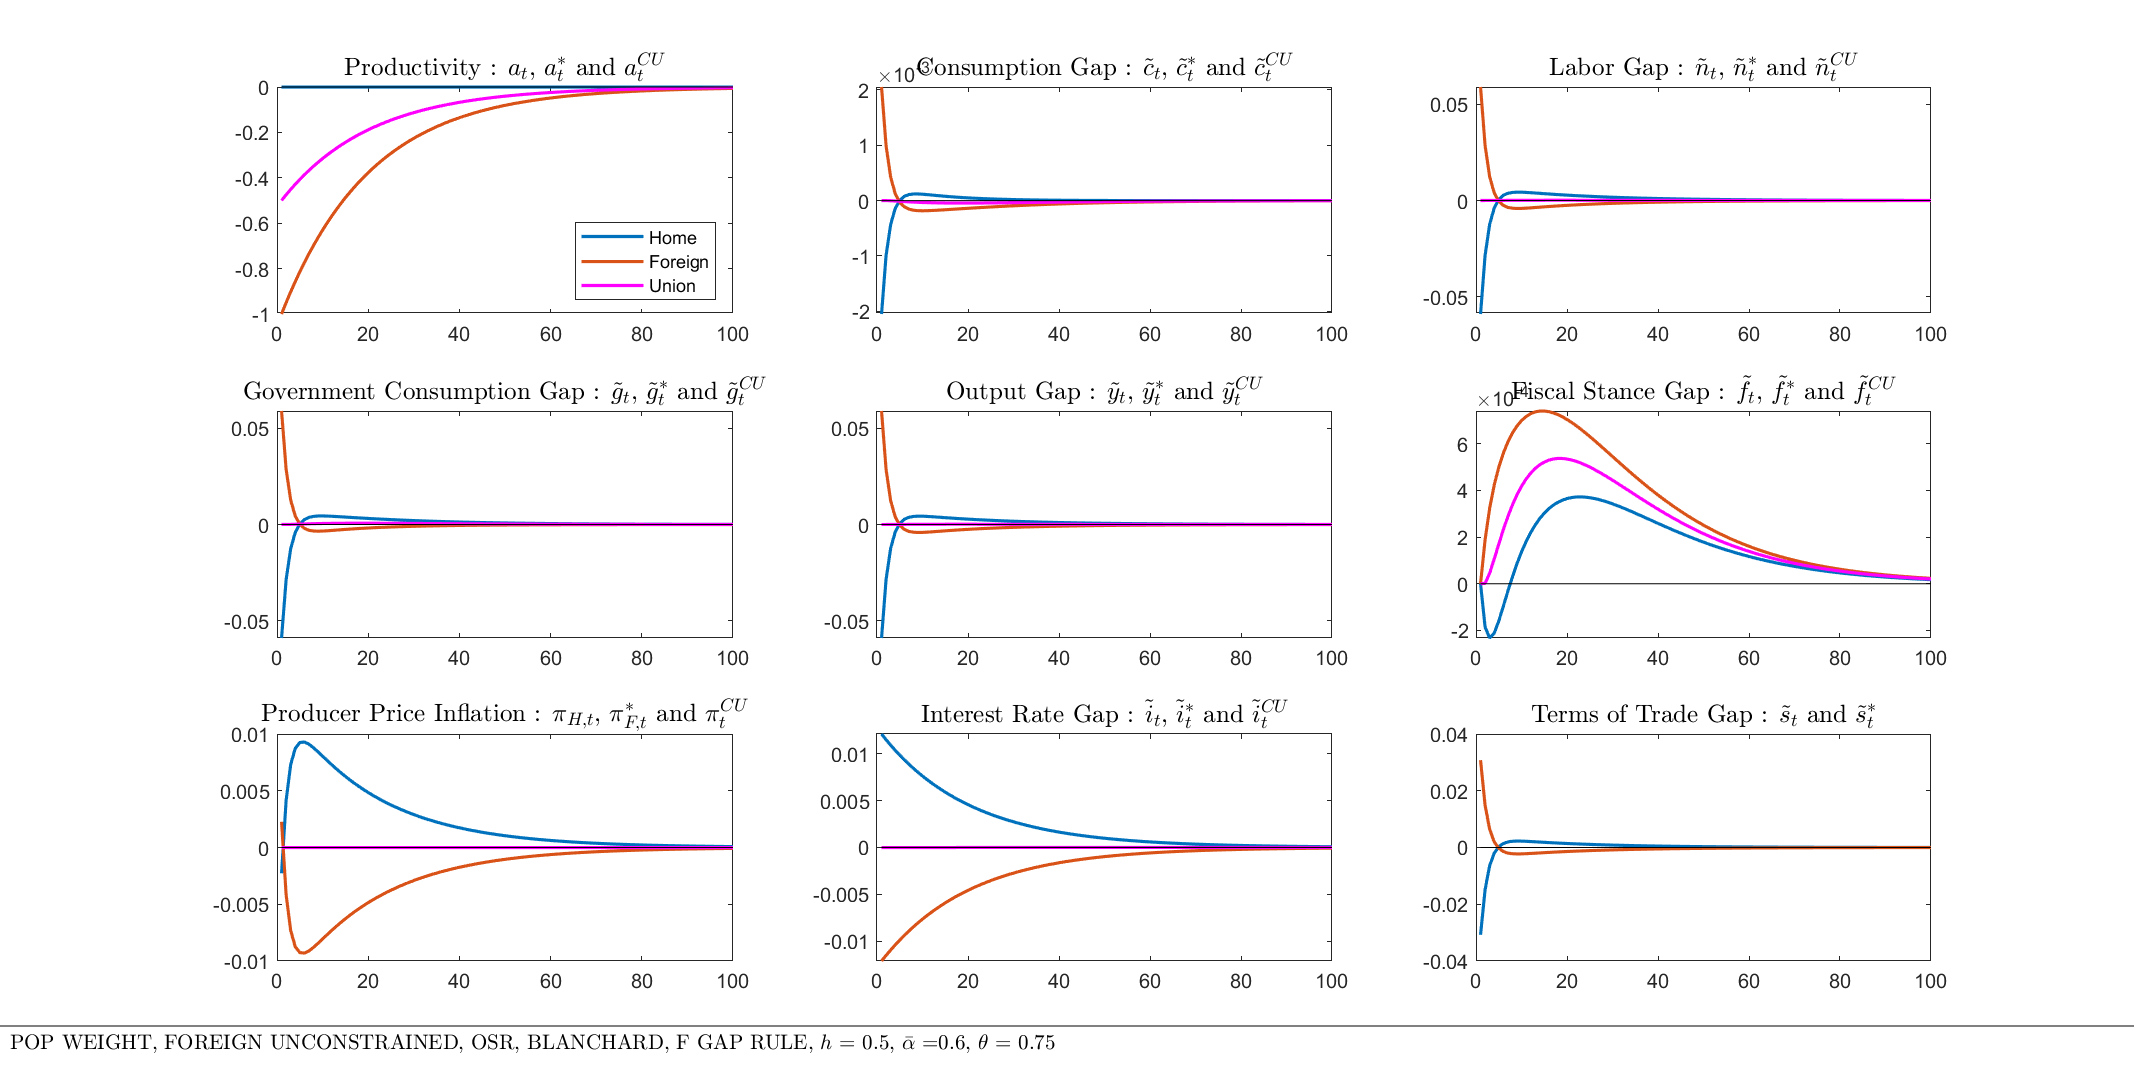 Productivity : a_t, a_t^* and a_t^{CU}
0
-0.2
-0.4
-0.6
-0.8
-1
0 20 40 60 80 100
Home
Foreign
Union
Consumption Gap : c̃_t, c̃_t^* and c̃_t^{CU}
2
1
0
-1
-2
0 20 40 60 80 100
Labor Gap : ñ_t, ñ_t^* and ñ_t^{CU}
0.05
0
-0.05
0 20 40 60 80 100
Government Consumption Gap : g̃_t, g̃_t^* and g̃_t^{CU}
0.05
0
-0.05
0 20 40 60 80 100
Output Gap : ỹ_t, ỹ_t^* and ỹ_t^{CU}
0.05
0
-0.05
0 20 40 60 80 100
Fiscal Stance Gap : f̃_t, f̃_t^* and f̃_t^{CU}
6
4
2
0
-2
0 20 40 60 80 100
Producer Price Inflation : π_{H,t}, π_{F,t}^* and π_t^{CU}
0.01
0.005
0
-0.005
-0.01
0 20 40 60 80 100
Interest Rate Gap : ĩ_t, ĩ_t^* and ĩ_t^{CU}
0.01
0.005
0
-0.005
-0.01
0 20 40 60 80 100
Terms of Trade Gap : s̃_t and s̃_t^*
0.04
0.02
0
-0.02
-0.04
0 20 40 60 80 100
POP WEIGHT, FOREIGN UNCONSTRAINED, OSR, BLANCHARD, F GAP RULE, h = 0.5, ᾱ =0.6, θ = 0.75